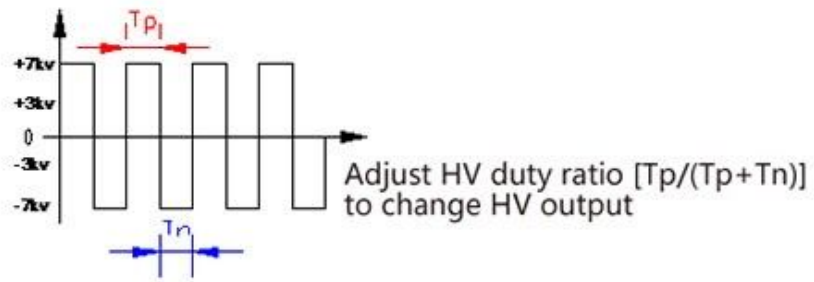 Tp
+7kv
+3kv
0
-3kv
-7kv
Adjust HV duty ratio [Tp/(Tp+Tn)]
to change HV output
Tn